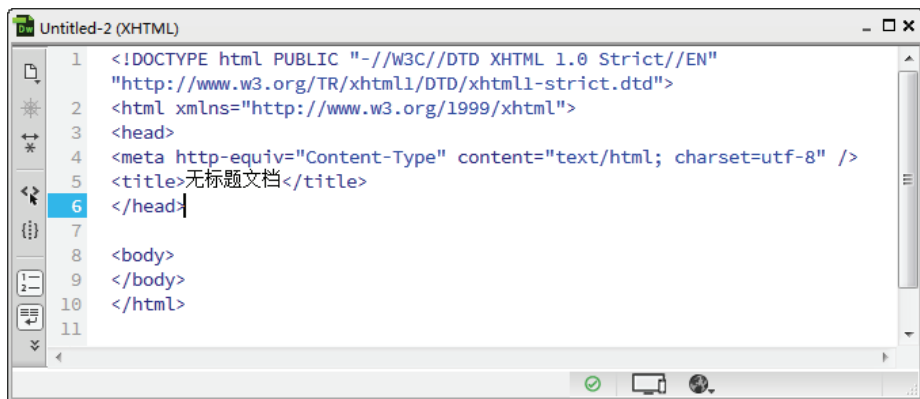 Dw Untitled-2 (XHTML)
1 <!DOCTYPE html PUBLIC "-//W3C//DTD XHTML 1.0 Strict//EN"
"http://www.w3.org/TR/xhtml1/DTD/xhtml1-strict.dtd">
2 <html xmlns="http://www.w3.org/1999/xhtml">
3 <head>
4 <meta http-equiv="Content-Type" content="text/html; charset=utf-8" />
5 <title>无标题文档</title>
6 </head>
7
8 <body>
9 </body>
10 </html>
11